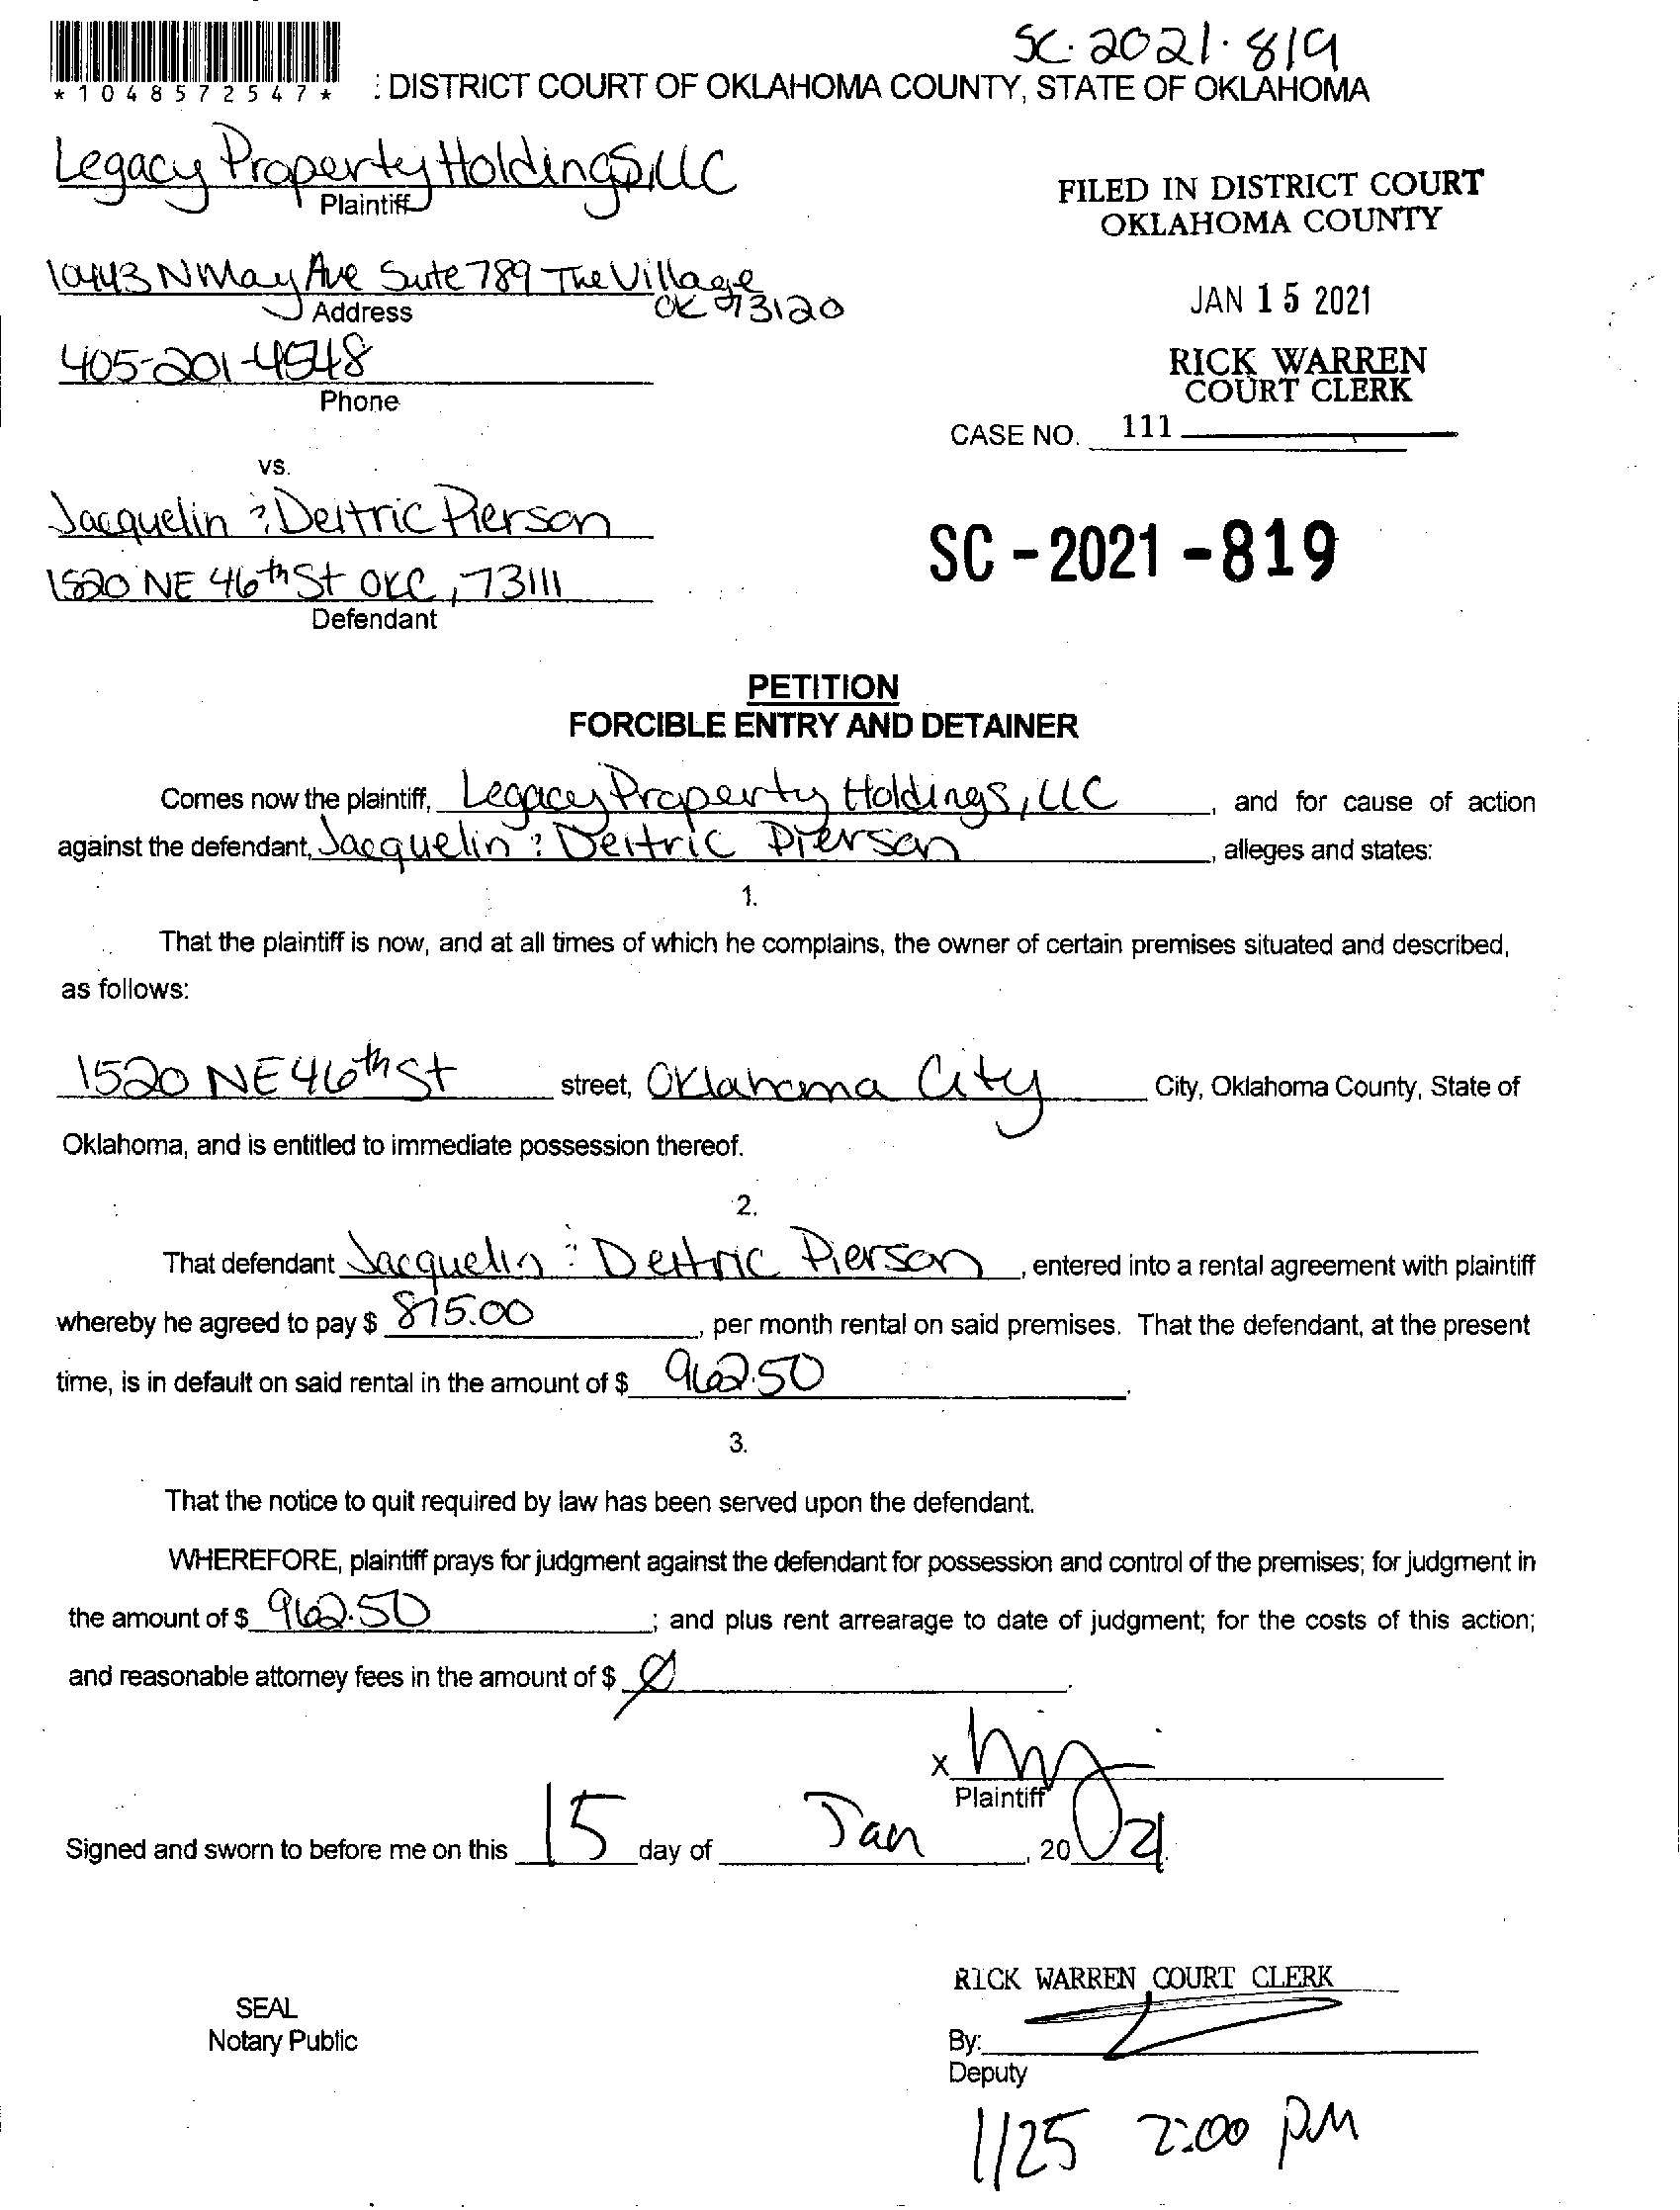 SC-2021-819
*1048572547*
: DISTRICT COURT OF OKLAHOMA COUNTY, STATE OF OKLAHOMA
Legacy Property Holdings, LLC
Plaintiff
FILED IN DISTRICT COURT
OKLAHOMA COUNTY
10443 N May Ave Suite 789 The Village
OK 73120
Address
JAN 15 2021
405-201-4548
Phone
RICK WARREN
COURT CLERK
CASE NO. 111
vs.
Jacquelin & Deitric Pierson
1520 NE 46th St OKC, 73111
Defendant
SC-2021-819
PETITION
FORCIBLE ENTRY AND DETAINER
Comes now the plaintiff, Legacy Property Holdings, LLC, and for cause of action
against the defendant, Jacquelin & Deitric Pierson, alleges and states:
1.
That the plaintiff is now, and at all times of which he complains, the owner of certain premises situated and described,
as follows:
1520 NE 46th St street, Oklahoma City City, Oklahoma County, State of
Oklahoma, and is entitled to immediate possession thereof.
2.
That defendant Jacquelin & Deitric Pierson, entered into a rental agreement with plaintiff
whereby he agreed to pay $ 875.00, per month rental on said premises. That the defendant, at the present
time, is in default on said rental in the amount of $ 962.50.
3.
That the notice to quit required by law has been served upon the defendant.
WHEREFORE, plaintiff prays for judgment against the defendant for possession and control of the premises; for judgment in
the amount of $ 962.50; and plus rent arrearage to date of judgment; for the costs of this action;
and reasonable attorney fees in the amount of $ Ø.
X
Plaintiff
Signed and sworn to before me on this 15 day of Jan, 20 21.
RICK WARREN COURT CLERK
SEAL
Notary Public
By:
Deputy
1/25 2:00 PM